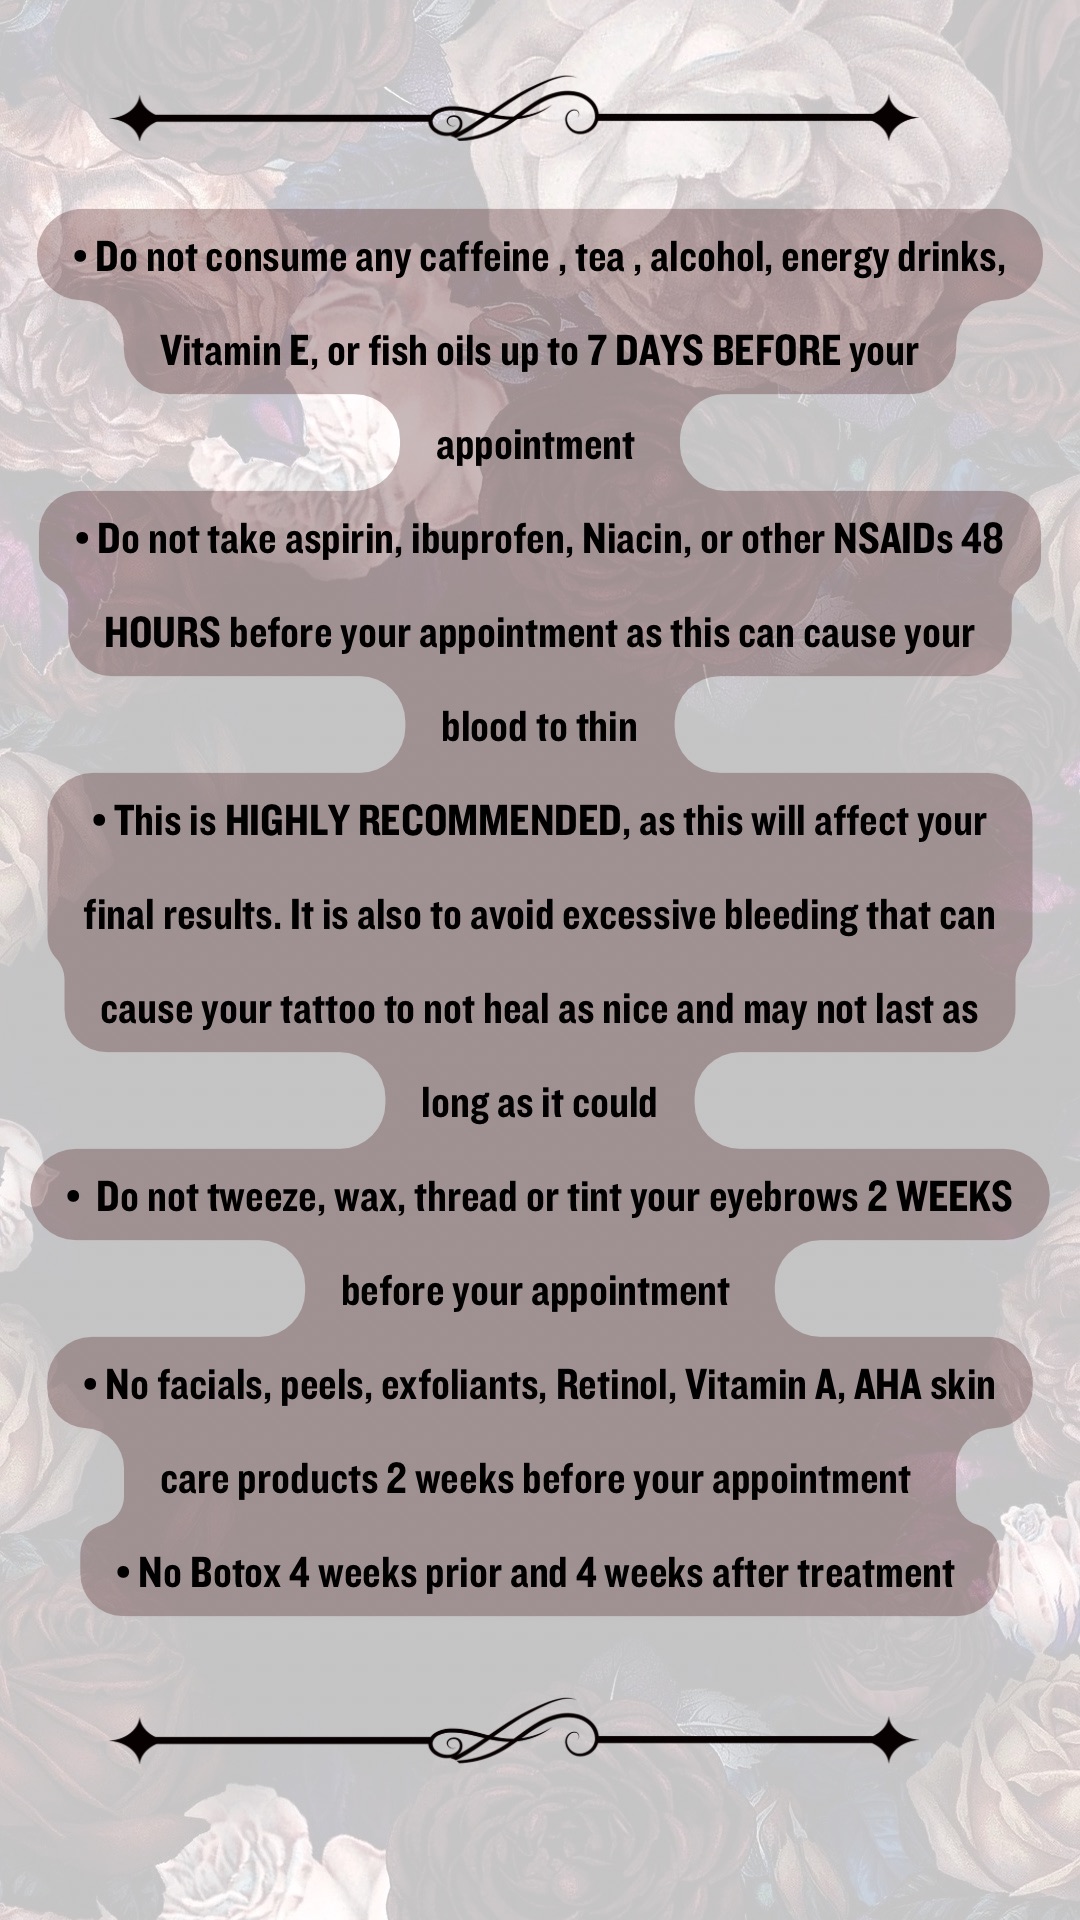 • Do not consume any caffeine , tea , alcohol, energy drinks,
Vitamin E, or fish oils up to 7 DAYS BEFORE your
appointment
• Do not take aspirin, ibuprofen, Niacin, or other NSAIDs 48
HOURS before your appointment as this can cause your
blood to thin
• This is HIGHLY RECOMMENDED, as this will affect your
final results. It is also to avoid excessive bleeding that can
cause your tattoo to not heal as nice and may not last as
long as it could
• Do not tweeze, wax, thread or tint your eyebrows 2 WEEKS
before your appointment
• No facials, peels, exfoliants, Retinol, Vitamin A, AHA skin
care products 2 weeks before your appointment
• No Botox 4 weeks prior and 4 weeks after treatment